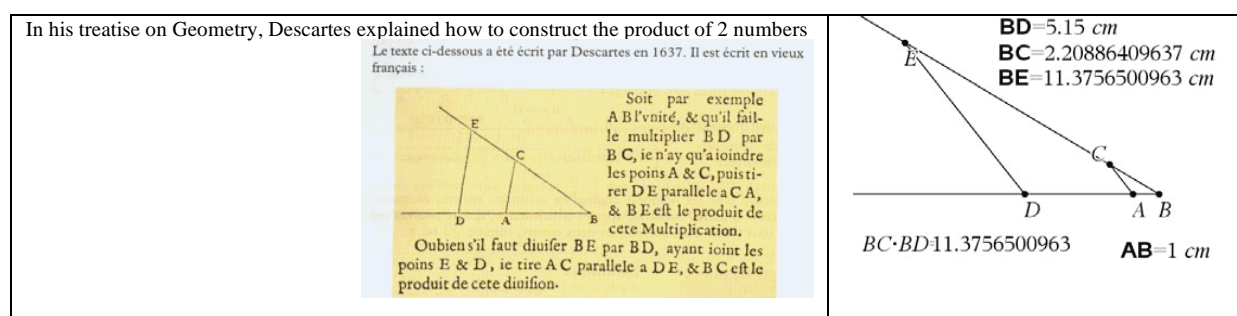 In his treatise on Geometry, Descartes explained how to construct the product of 2 numbers
Le texte ci-dessous a été écrit par Descartes en 1637. Il est écrit en vieux
français :
Soit par exemple
A B l'vnité, & qu'il fail-
le multiplier B D par
B C, ie n'ay qu'a ioindre
les poins A & C, puis ti-
rer D E parallele a C A,
& B E eſt le produit de
cete Multiplication.
Oubien s'il faut diuiſer B E par B D, ayant ioint les
poins E & D, ie tire A C parallele a D E, & B C eſt le
produit de cete diuiſion.
E
C
D
A
B
BD=5.15 cm
BC=2.20886409637 cm
BE=11.3756500963 cm
E
C
D
A
B
BC·BD=11.3756500963
AB=1 cm